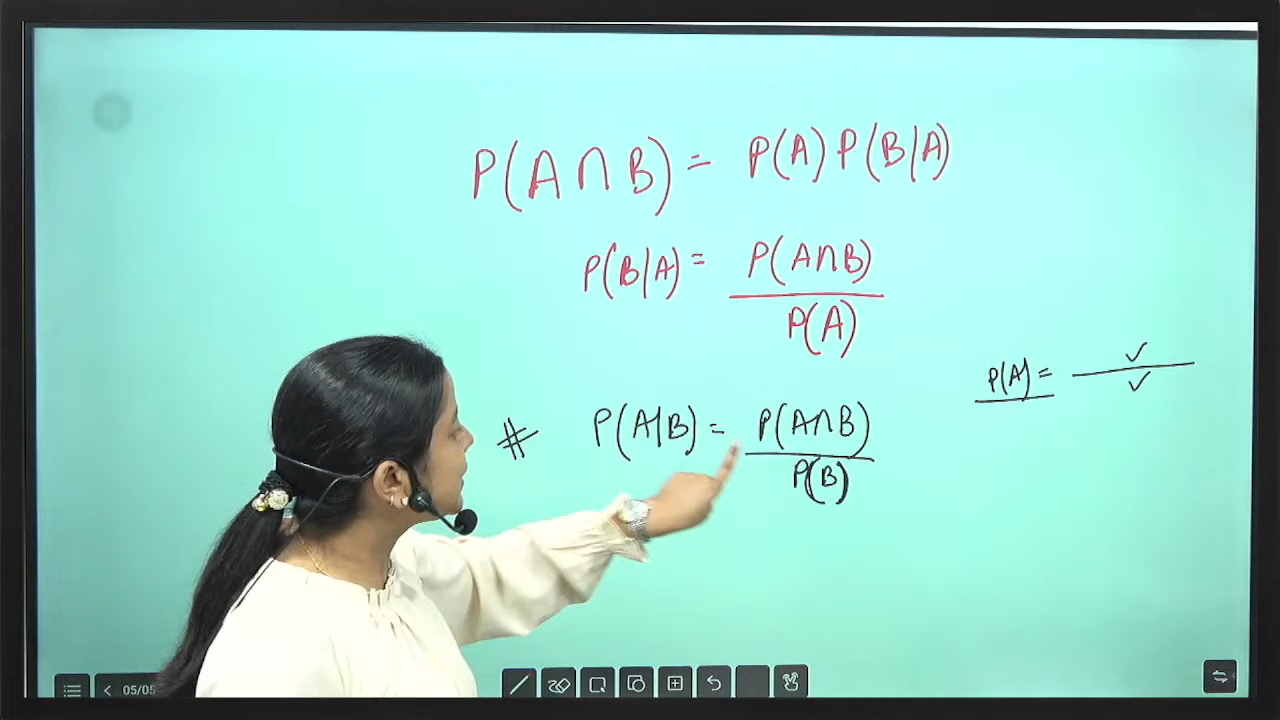 P(A∩B) = P(A) P(B|A)
P(B|A) = P(A∩B)
P(A)
P(A) = ✓
✓
# P(A|B) = P(A∩B)
P(B)
05/05